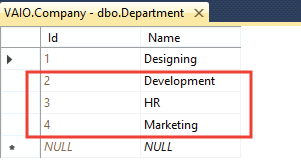 VAIO.Company - dbo.Department
Id Name
1 Designing
2 Development
3 HR
4 Marketing
NULL NULL